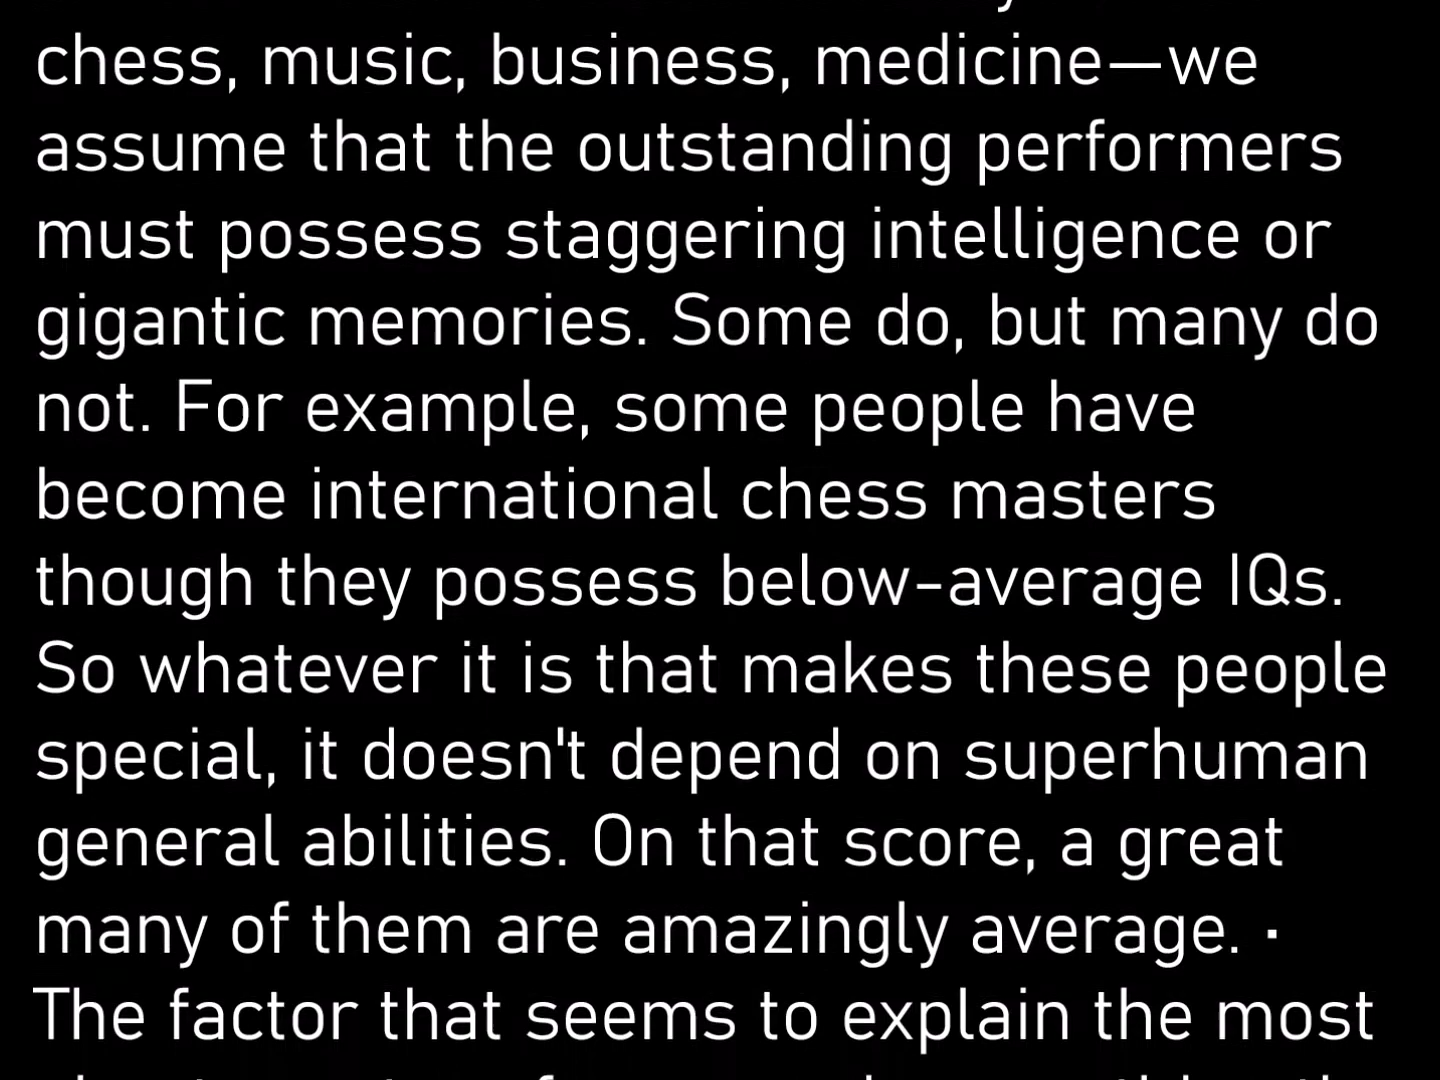 chess, music, business, medicine—we
assume that the outstanding performers
must possess staggering intelligence or
gigantic memories. Some do, but many do
not. For example, some people have
become international chess masters
though they possess below-average IQs.
So whatever it is that makes these people
special, it doesn't depend on superhuman
general abilities. On that score, a great
many of them are amazingly average. ·
The factor that seems to explain the most